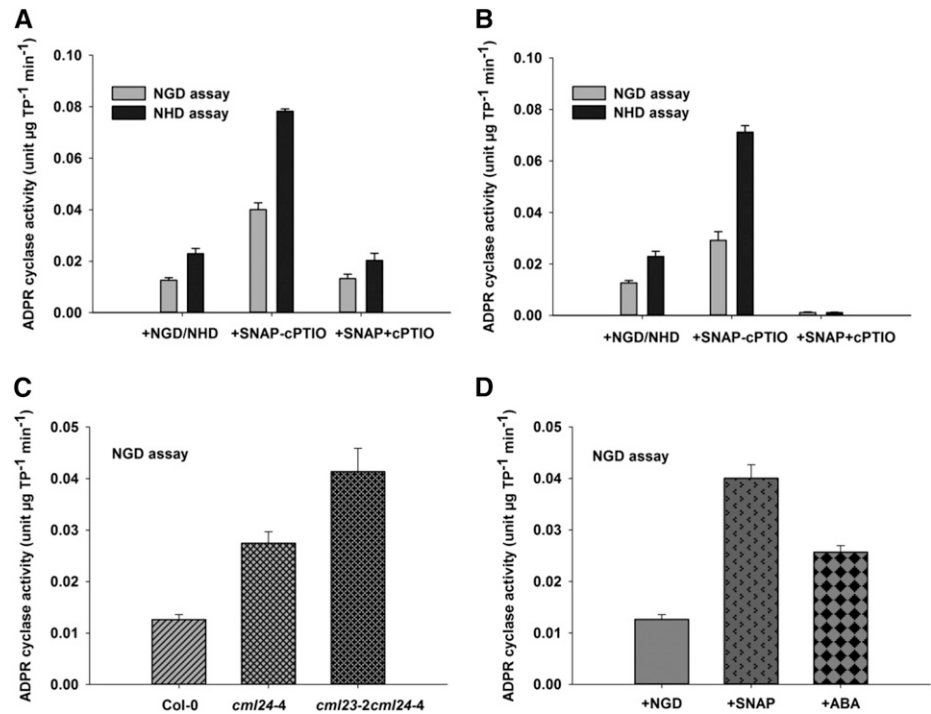 A
ADPR cyclase activity (unit µg TP-1 min-1)
0.10
0.08
0.06
0.04
0.02
0.00
NGD assay
NHD assay
+NGD/NHD +SNAP-cPTIO +SNAP+cPTIO
B
ADPR cyclase activity (unit µg TP-1 min-1)
0.10
0.08
0.06
0.04
0.02
0.00
NGD assay
NHD assay
+NGD/NHD +SNAP-cPTIO +SNAP+cPTIO
C
ADPR cyclase activity (unit µg TP-1 min-1)
0.05
0.04
0.03
0.02
0.01
0.00
NGD assay
Col-0 cml24-4 cml23-2cml24-4
D
ADPR cyclase activity (unit µg TP-1 min-1)
0.05
0.04
0.03
0.02
0.01
0.00
NGD assay
+NGD +SNAP +ABA